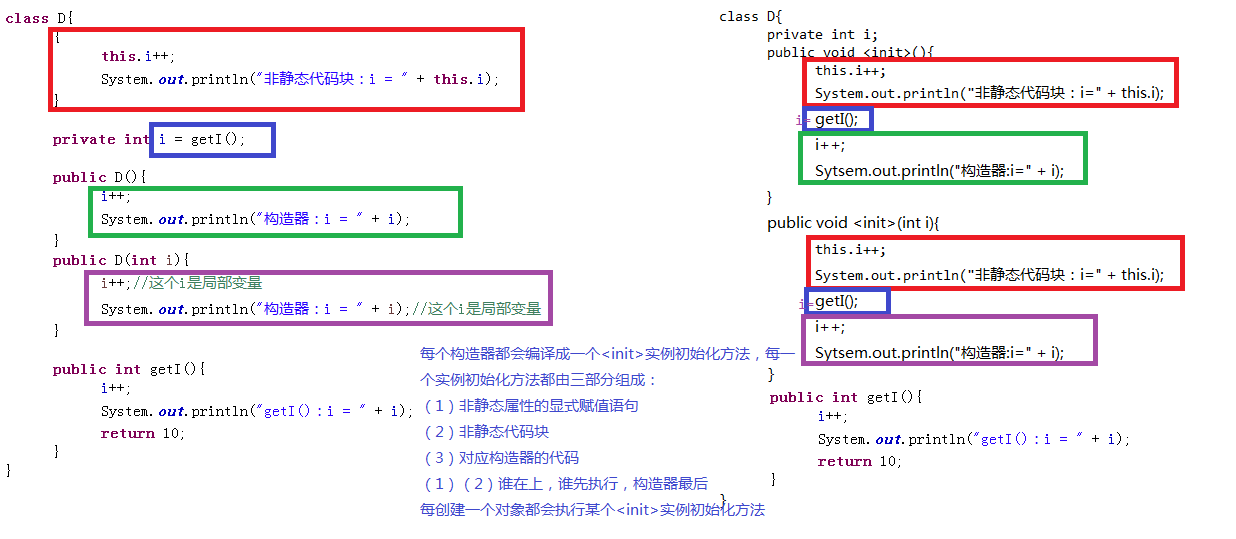 class D{
{
this.i++;
System.out.println("非静态代码块：i = " + this.i);
}
private int i = getI();
public D(){
i++;
System.out.println("构造器：i = " + i);
}
public D(int i){
i++;//这个i是局部变量
System.out.println("构造器：i = " + i);//这个i是局部变量
}
public int getI(){
i++;
System.out.println("getI()：i = " + i);
return 10;
}
}
每个构造器都会编译成一个<init>实例初始化方法，每一
个实例初始化方法都由三部分组成：
（1）非静态属性的显式赋值语句
（2）非静态代码块
（3）对应构造器的代码
（1）（2）谁在上，谁先执行，构造器最后
每创建一个对象都会执行某个<init>实例初始化方法
class D{
private int i;
public void <init>(){
this.i++;
System.out.println("非静态代码块：i=" + this.i);
i= getI();
i++;
Sytsem.out.println("构造器:i=" + i);
}
public void <init>(int i){
this.i++;
System.out.println("非静态代码块：i=" + this.i);
i= getI();
i++;
Sytsem.out.println("构造器:i=" + i);
}
public int getI(){
i++;
System.out.println("getI()：i = " + i);
return 10;
}
}